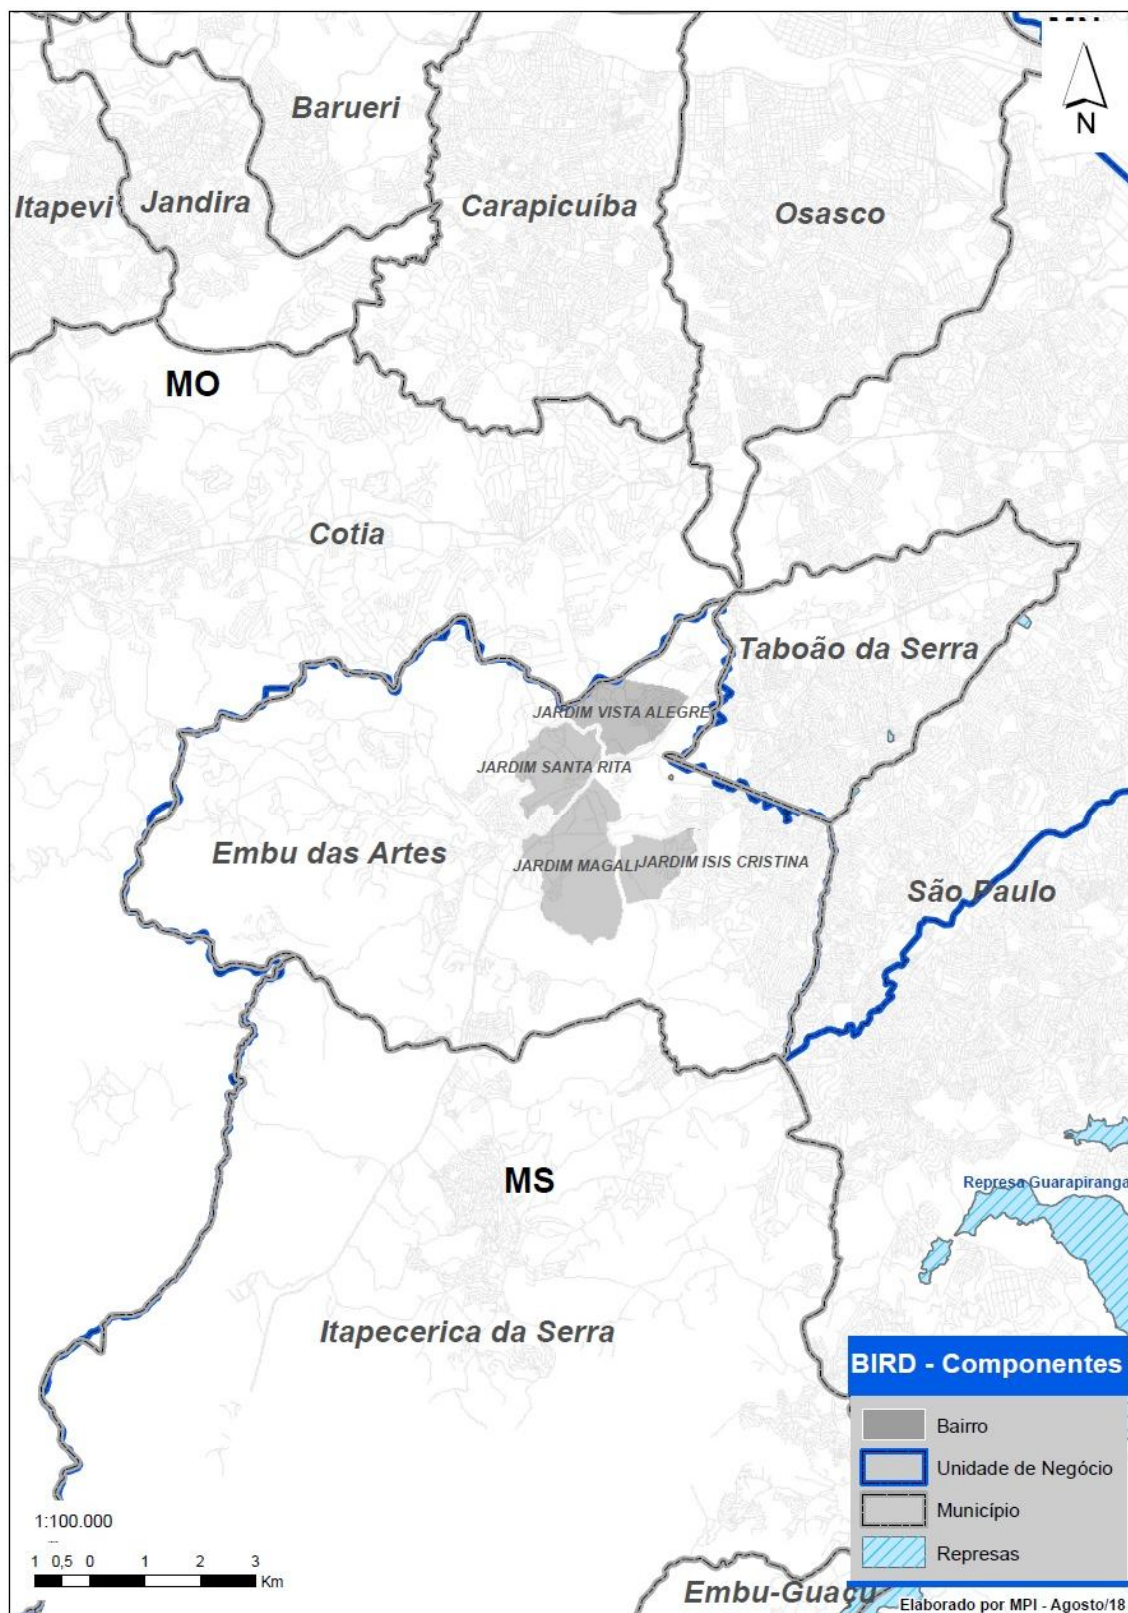 N
Barueri
Itapevi
Jandira
Carapicuíba
Osasco
MO
Cotia
Taboão da Serra
JARDIM VISTA ALEGRE
JARDIM SANTA RITA
Embu das Artes
JARDIM MAGALI
JARDIM ISIS CRISTINA
São Paulo
MS
Represa Guarapiranga
Itapecerica da Serra
BIRD - Componentes
Bairro
Unidade de Negócio
Município
Represas
1:100.000
1 0,5 0 1 2 3
Km
Embu-Guaçu
Elaborado por MPI - Agosto/18